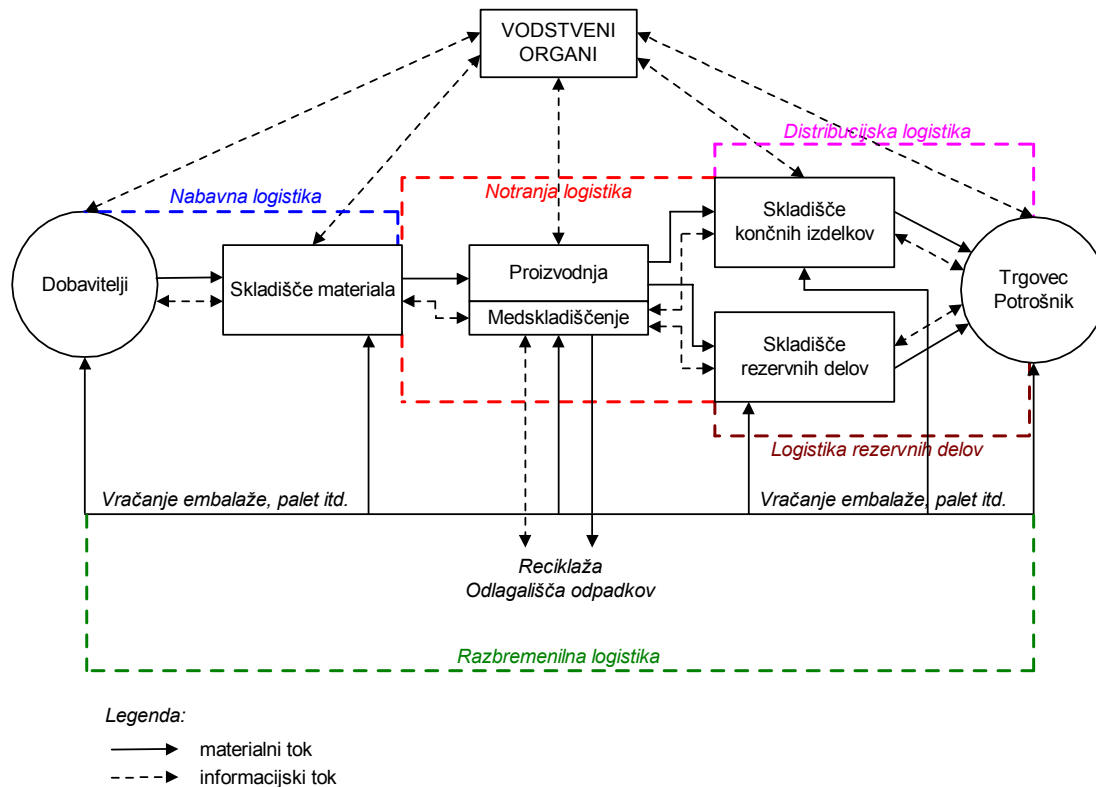 VODSTVENI
ORGANI
Distribucijska logistika
Nabavna logistika
Notranja logistika
Skladišče
končnih izdelkov
Dobavitelji
Skladišče materiala
Proizvodnja
Medskladiščenje
Trgovec
Potrošnik
Skladišče
rezervnih delov
Logistika rezervnih delov
Vračanje embalaže, palet itd.
Vračanje embalaže, palet itd.
Reciklaža
Odlagališča odpadkov
Razbremenilna logistika
Legenda:
materialni tok
informacijski tok